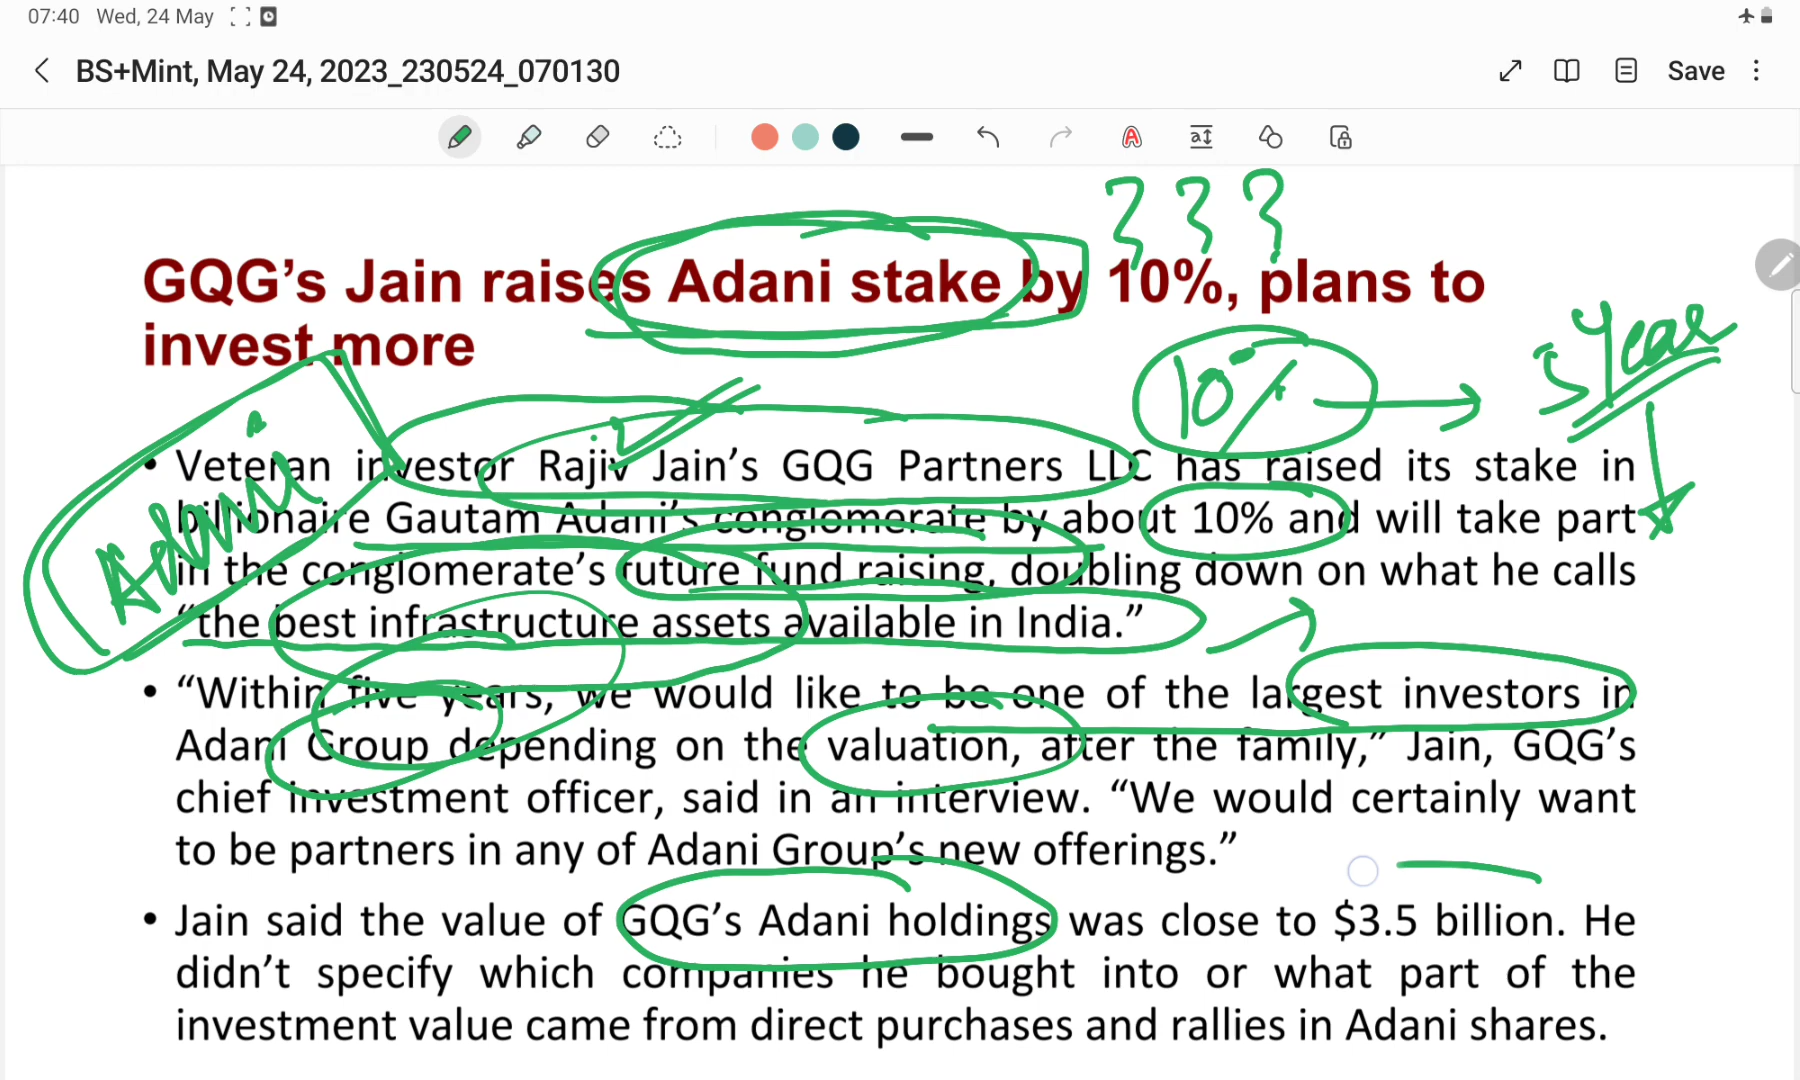 07:40 Wed, 24 May
BS+Mint, May 24, 2023_230524_070130
Save
GQG’s Jain raises Adani stake by 10%, plans to
invest more
???
10%
5 Year
Adani
• Veteran investor Rajiv Jain’s GQG Partners LLC has raised its stake in
billionaire Gautam Adani’s conglomerate by about 10% and will take part
in the conglomerate’s future fund raising, doubling down on what he calls
“the best infrastructure assets available in India.”
• “Within five years, we would like to be one of the largest investors in
Adani Group depending on the valuation, after the family,” Jain, GQG’s
chief investment officer, said in an interview. “We would certainly want
to be partners in any of Adani Group’s new offerings.”
• Jain said the value of GQG’s Adani holdings was close to $3.5 billion. He
didn’t specify which companies he bought into or what part of the
investment value came from direct purchases and rallies in Adani shares.